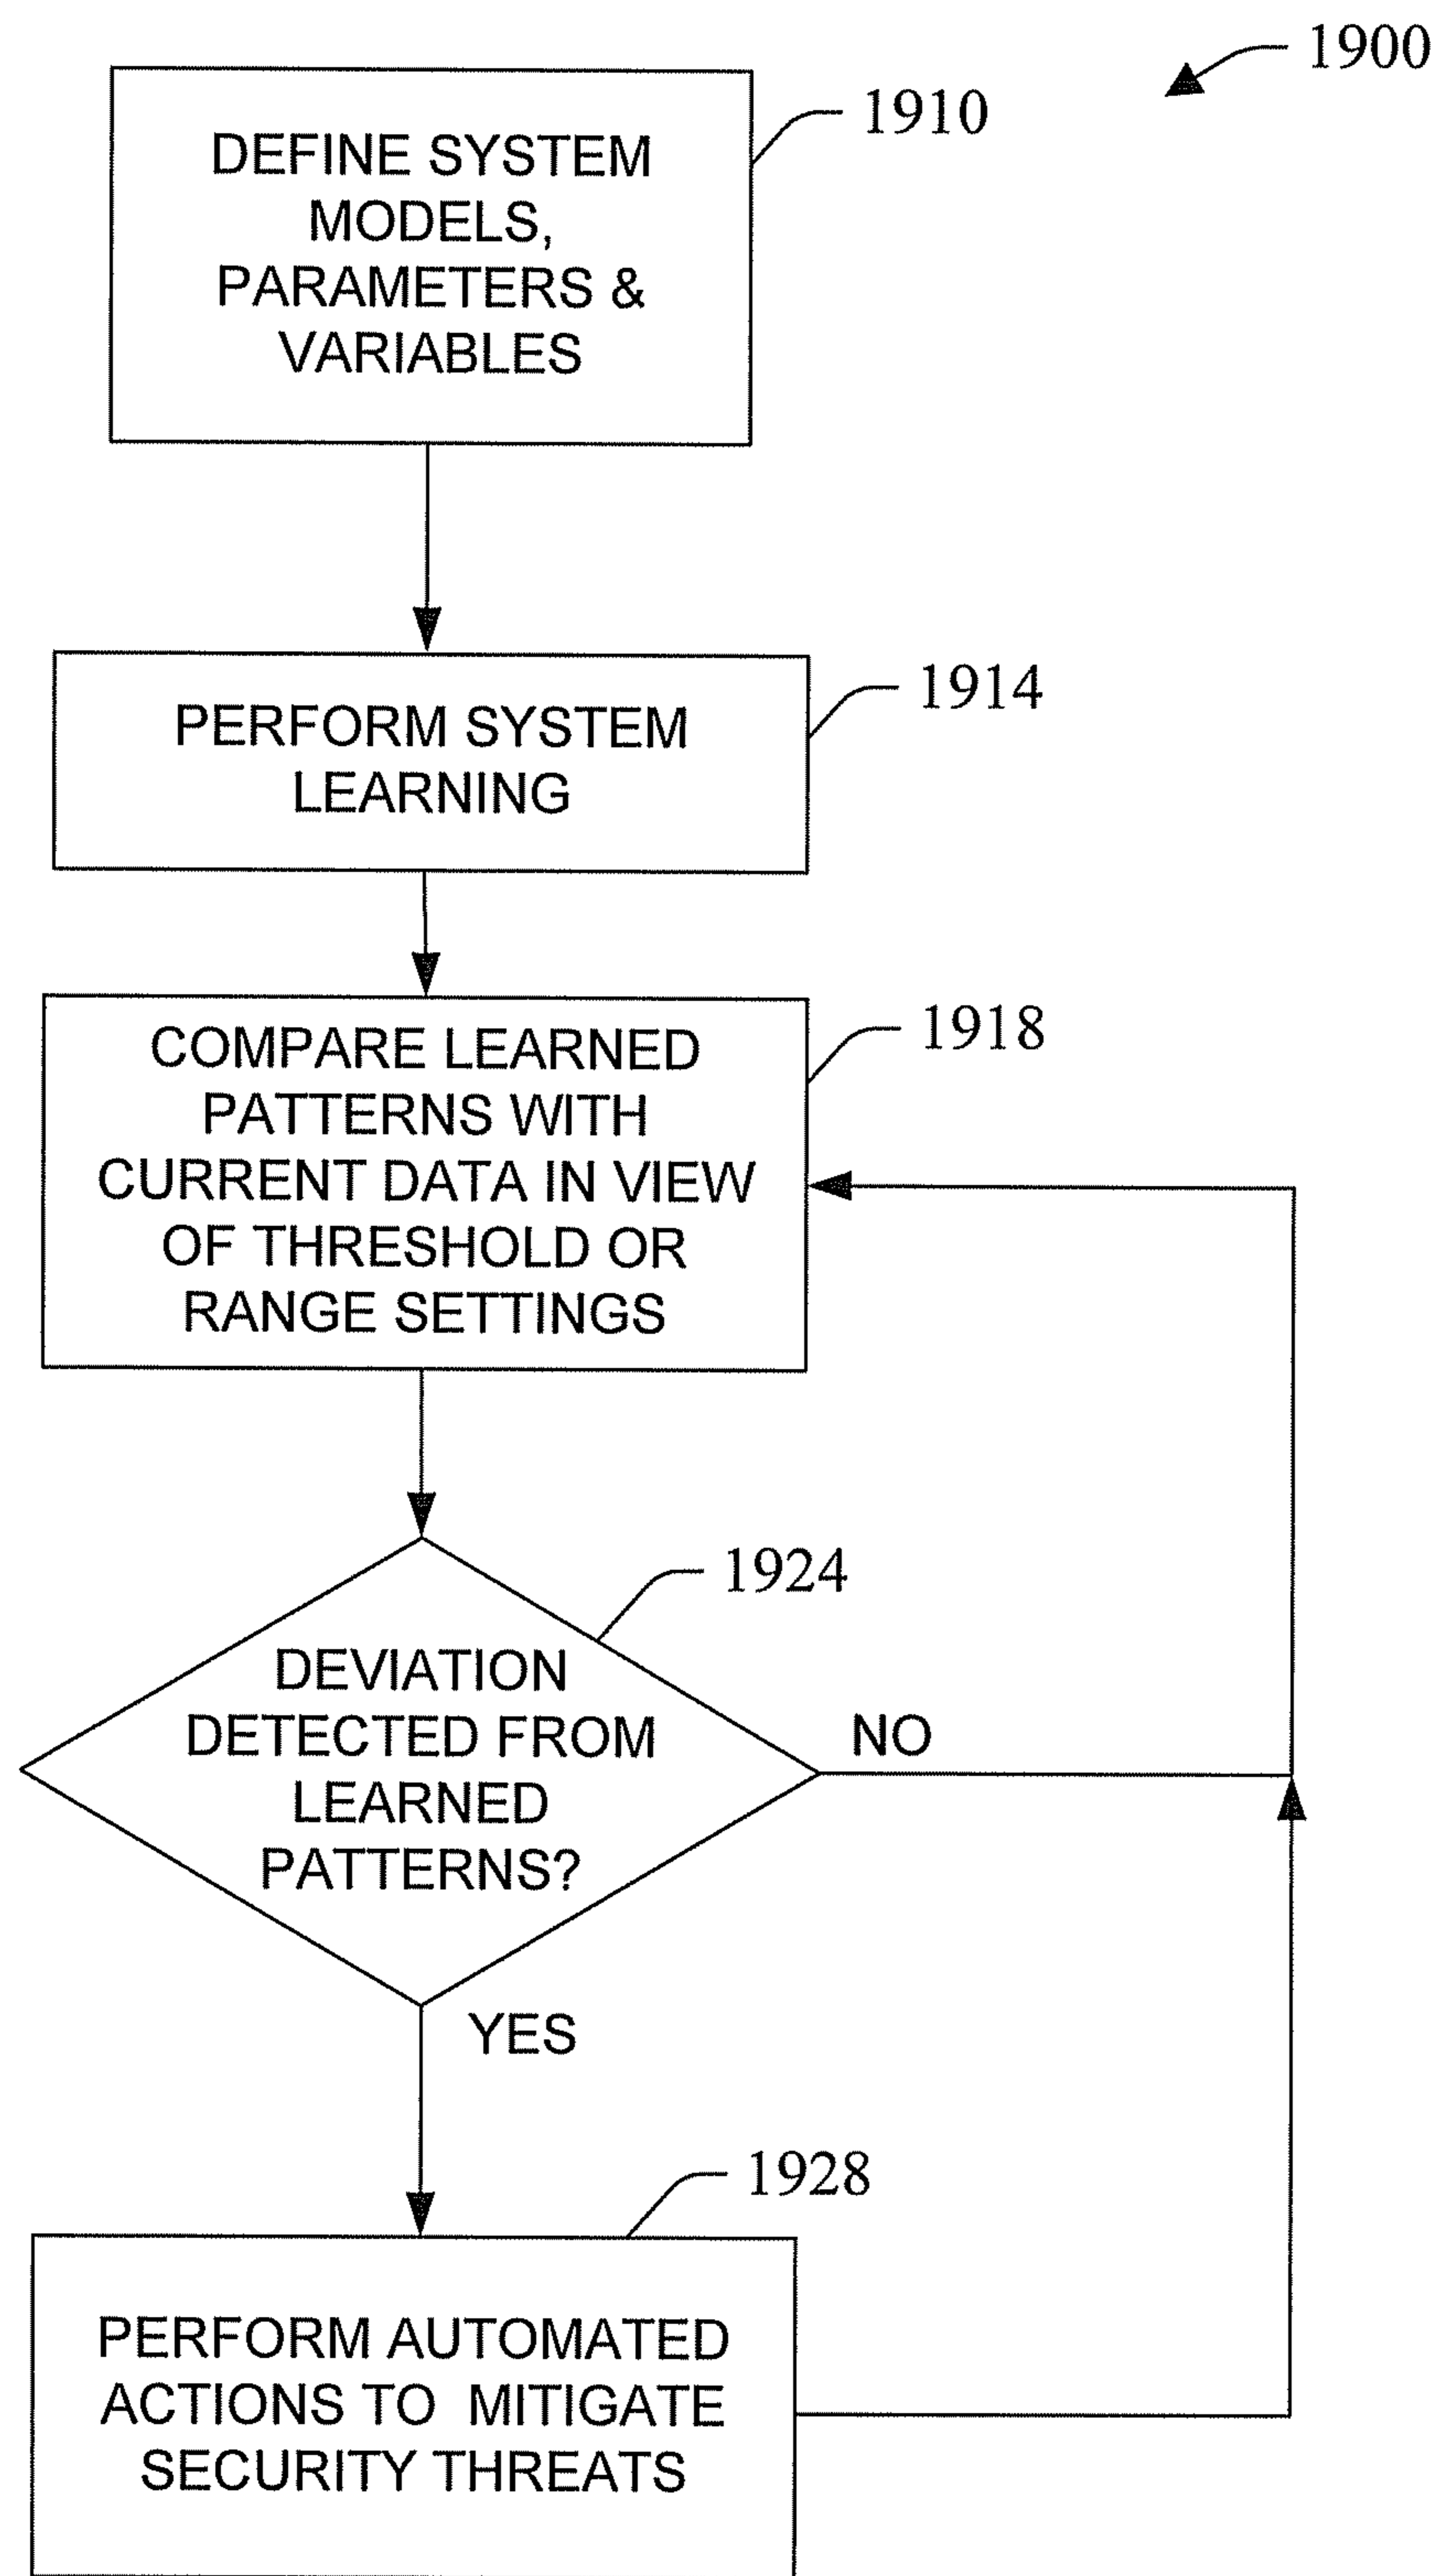 1900
1910
DEFINE SYSTEM
MODELS,
PARAMETERS &
VARIABLES
1914
PERFORM SYSTEM
LEARNING
1918
COMPARE LEARNED
PATTERNS WITH
CURRENT DATA IN VIEW
OF THRESHOLD OR
RANGE SETTINGS
1924
DEVIATION
DETECTED FROM
LEARNED
PATTERNS?
NO
YES
1928
PERFORM AUTOMATED
ACTIONS TO MITIGATE
SECURITY THREATS